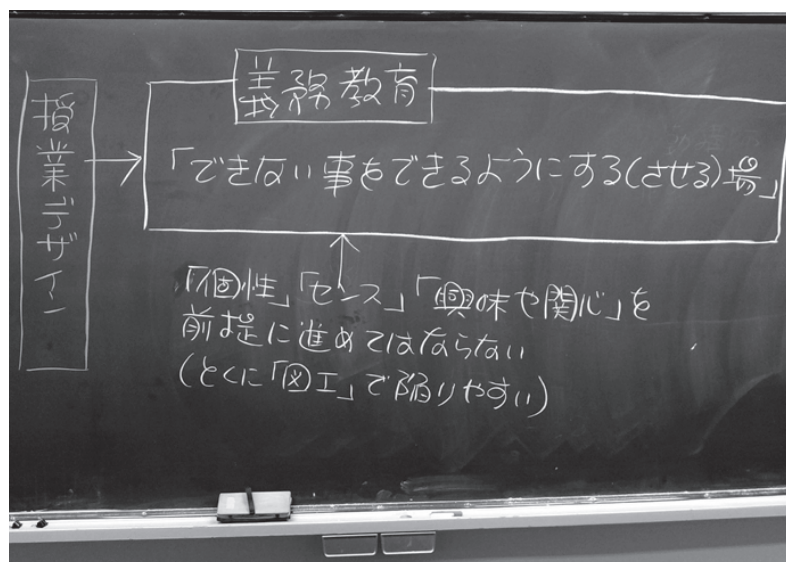 授業デザイン
義務教育
「できない事をできるようにする(させる)場」
「個性」「センス」「興味や関心」を
前提に進めてはならない
(とくに「図工」で陥りやすい)